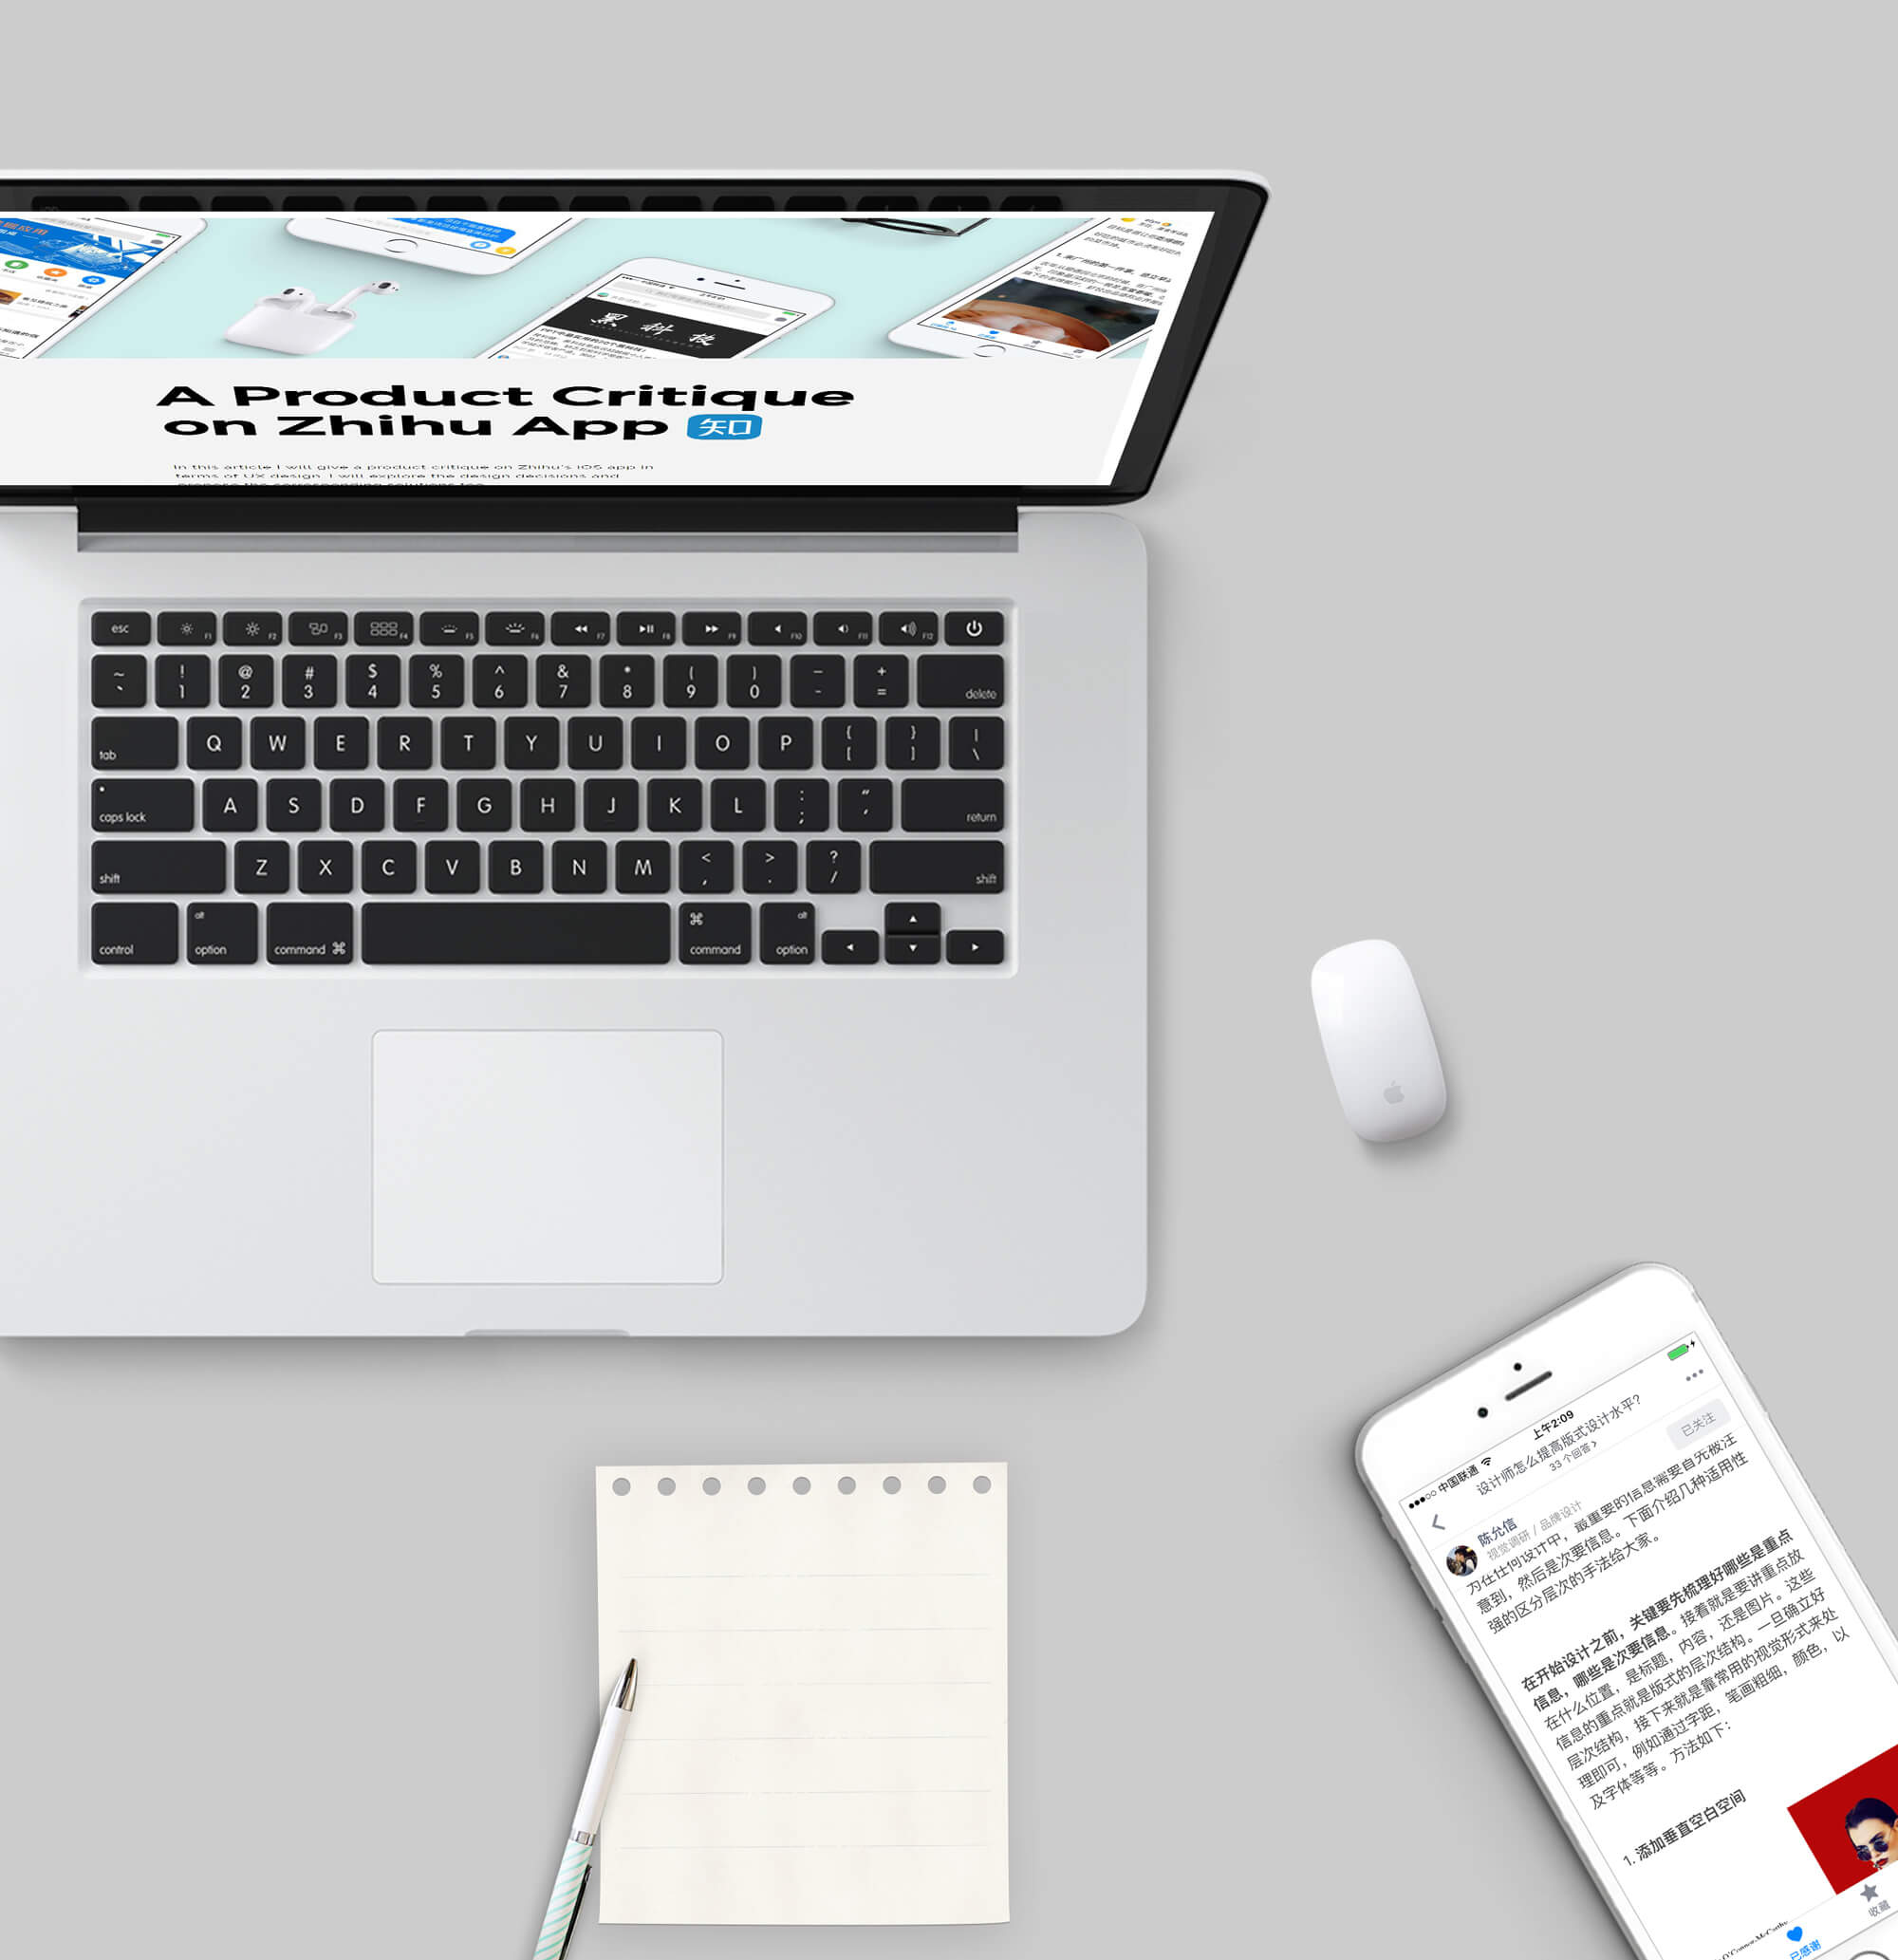 黑科技
A Product Critique
on Zhihu App 知
In this article I will give a product critique on Zhihu's iOS app in
terms of UX design. I will explore the design decisions and
propose the corresponding solutions too.
esc F1 F2 F3 F4 F5 F6 F7 F8 F9 F10 F11 F12
~ ! @ # $ % ^ & * ( ) — +
` 1 2 3 4 5 6 7 8 9 0 - = delete
tab Q W E R T Y U I O P { [ } ] | \
caps lock A S D F G H J K L : ; “ ‘ return
shift Z X C V B N M < , > . ? / shift
control alt option command ⌘ ⌘ command alt option
中国联通 上午2:09
设计师怎么提高版式设计水平?
33 个回答 >
陈允信
视觉调研 / 品牌设计
已关注
为在任何设计中，最重要的信息需要首先被注
意到，然后是次要信息。下面介绍几种适用性
强的区分层次的手法给大家。
在开始设计之前，关键要先梳理好哪些是重点
信息，哪些是次要信息。接着就是要讲重点放
在什么位置，是标题，内容，还是图片。这些
信息的重点就是版式的层次结构。一旦确立好
层次结构，接下来就是靠常用的视觉形式来处
理即可，例如通过字距，笔画粗细，颜色，以
及字体等等。方法如下：
1. 添加垂直空白空间
O'Connor McCarthy
已感谢
收藏